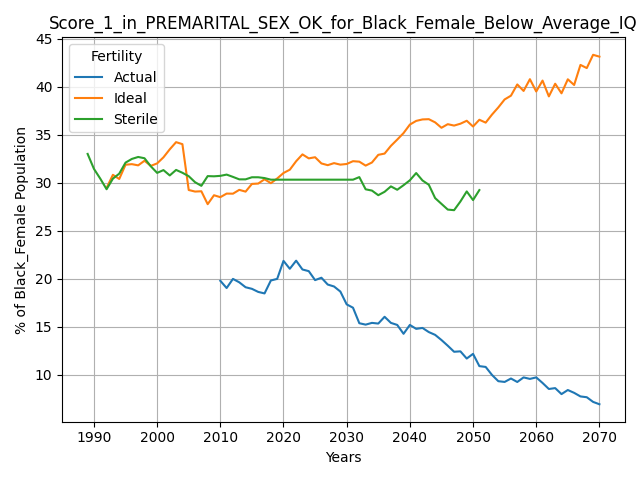 Score_1_in_PREMARITAL_SEX_OK_for_Black_Female_Below_Average_IQ
45
40
35
30
25
20
15
10
% of Black_Female Population
Fertility
Actual
Ideal
Sterile
1990 2000 2010 2020 2030 2040 2050 2060 2070
Years